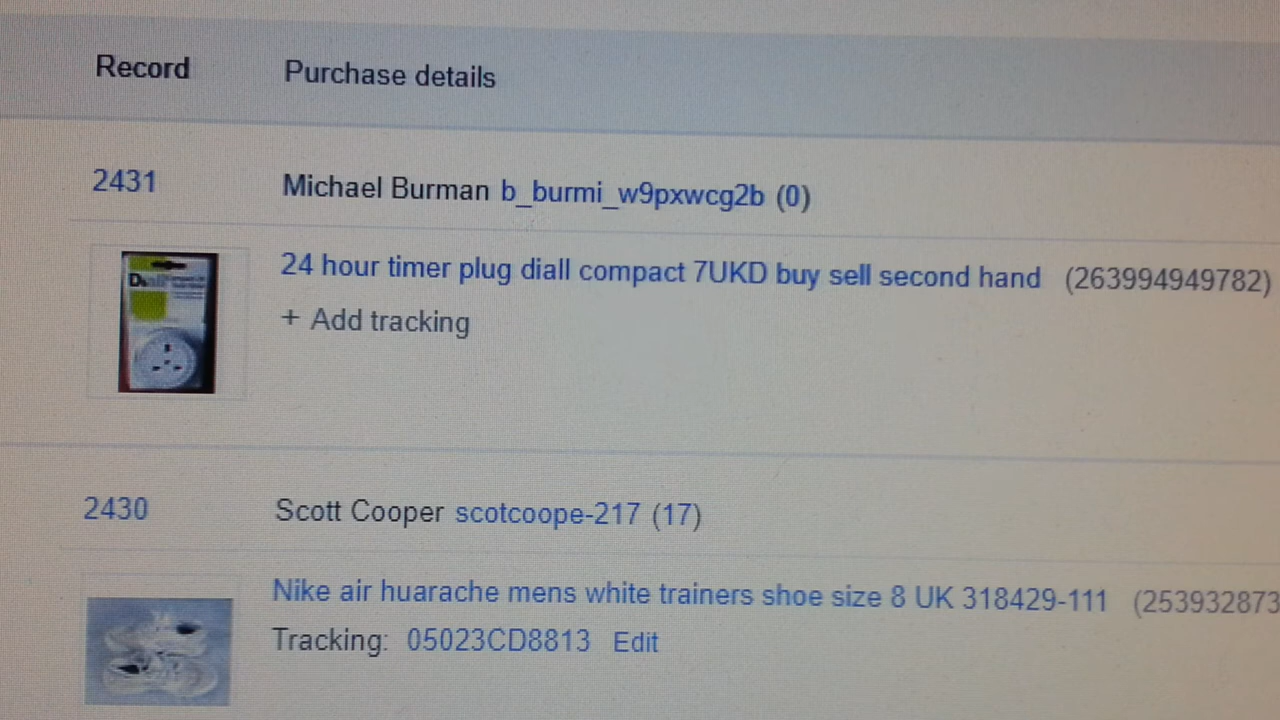 Record Purchase details
2431 Michael Burman b_burmi_w9pxwcg2b (0)
24 hour timer plug diall compact 7UKD buy sell second hand (263994949782)
+ Add tracking
2430 Scott Cooper scotcoope-217 (17)
Nike air huarache mens white trainers shoe size 8 UK 318429-111 (253932873
Tracking: 05023CD8813 Edit